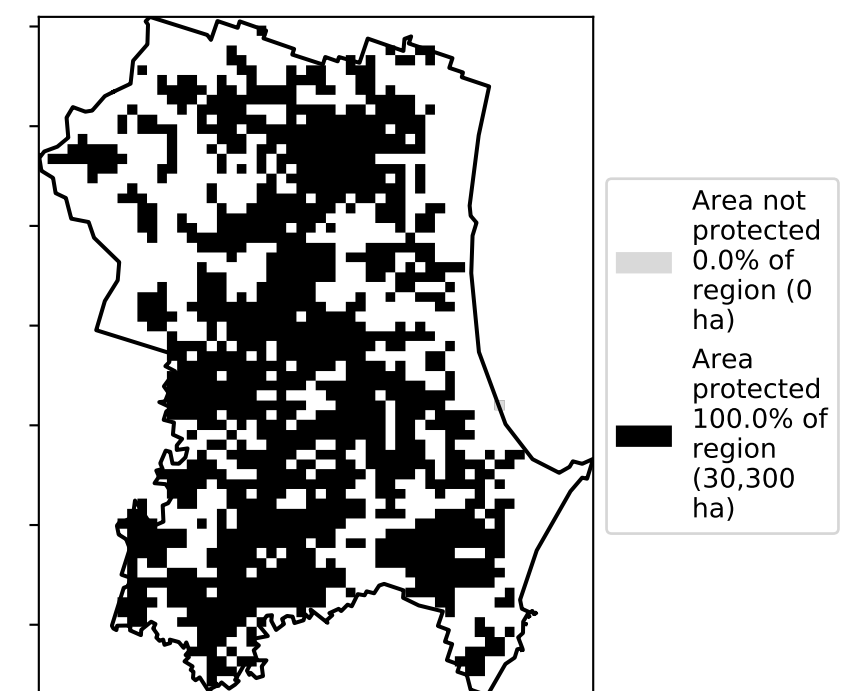 Area not
protected
0.0% of
region (0
ha)
Area
protected
100.0% of
region
(30,300
ha)